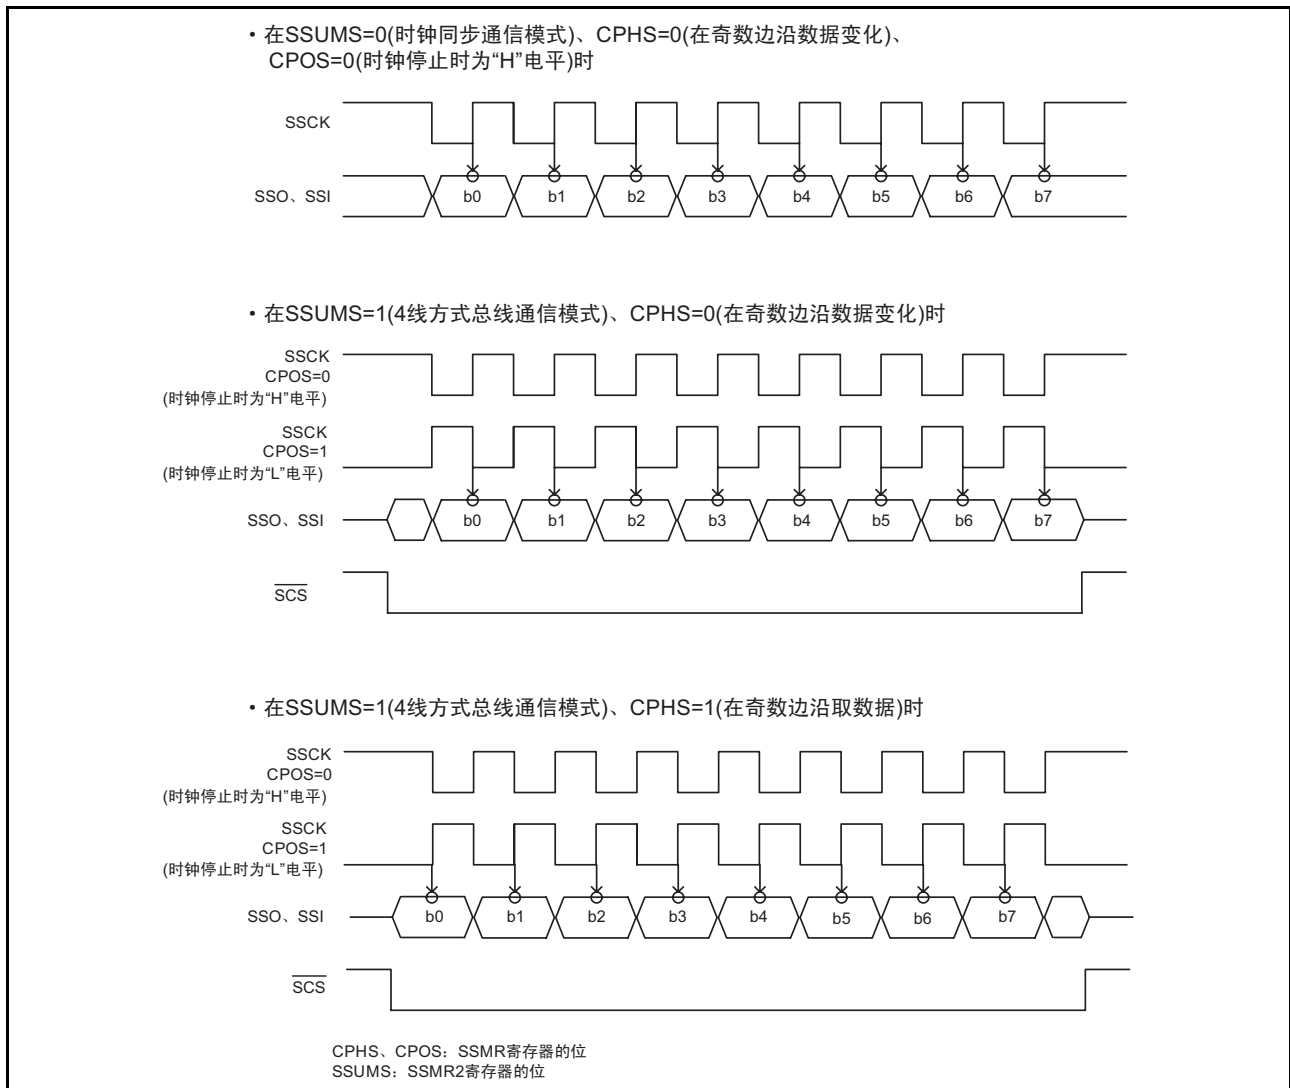 ・在SSUMS=0(时钟同步通信模式)、CPHS=0(在奇数边沿数据变化)、
CPOS=0(时钟停止时为“H”电平)时
SSCK
SSO、SSI
b0 b1 b2 b3 b4 b5 b6 b7
・在SSUMS=1(4线方式总线通信模式)、CPHS=0(在奇数边沿数据变化)时
SSCK
CPOS=0
(时钟停止时为“H”电平)
SSCK
CPOS=1
(时钟停止时为“L”电平)
SSO、SSI
b0 b1 b2 b3 b4 b5 b6 b7
SCS
・在SSUMS=1(4线方式总线通信模式)、CPHS=1(在奇数边沿取数据)时
SSCK
CPOS=0
(时钟停止时为“H”电平)
SSCK
CPOS=1
(时钟停止时为“L”电平)
SSO、SSI
b0 b1 b2 b3 b4 b5 b6 b7
SCS
CPHS、CPOS：SSMR寄存器的位
SSUMS：SSMR2寄存器的位